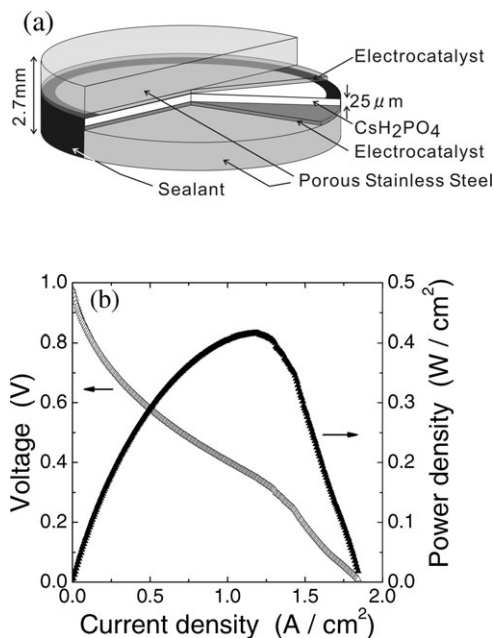 (a)
Electrocatalyst
2.7mm
25 μm
CsH2PO4
Electrocatalyst
Porous Stainless Steel
Sealant
(b)
1.0
0.8
0.6
0.4
0.2
0.0
Voltage (V)
0.5
0.4
0.3
0.2
0.1
0.0
Power density (W / cm²)
0.0 0.5 1.0 1.5 2.0
Current density (A / cm²)